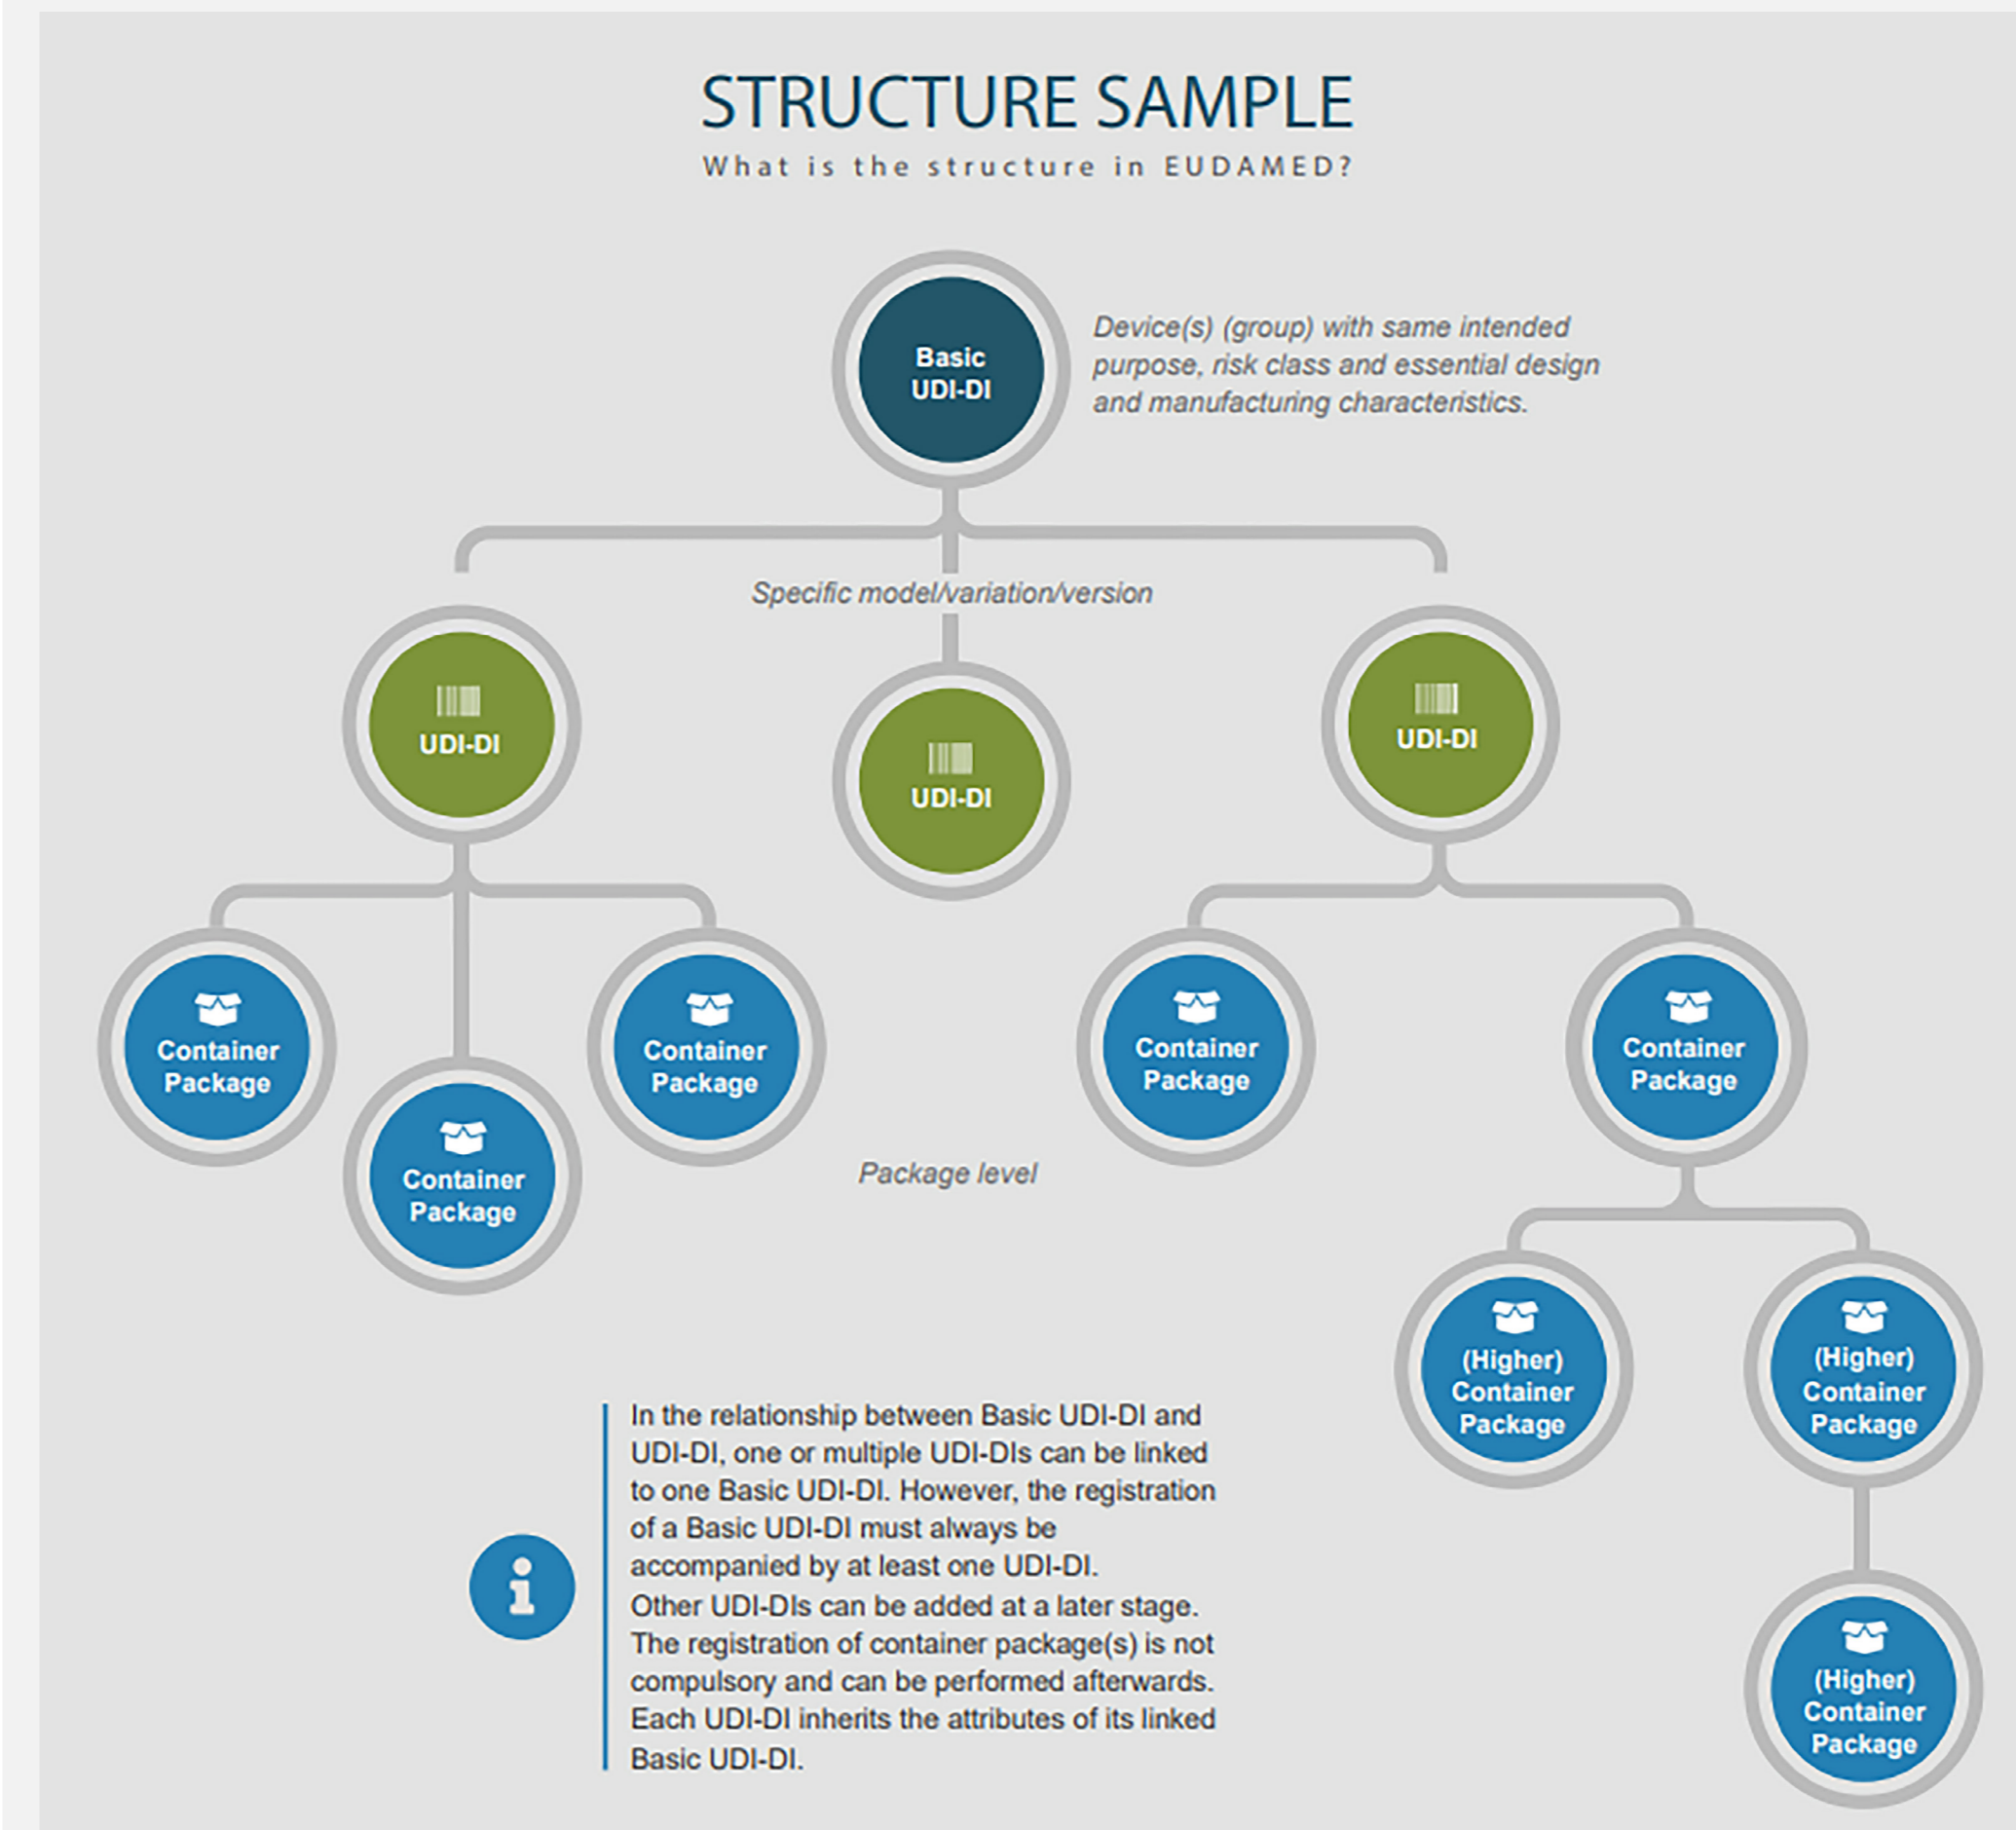 STRUCTURE SAMPLE
What is the structure in EUDAMED?
Basic
UDI-DI
Device(s) (group) with same intended
purpose, risk class and essential design
and manufacturing characteristics.
Specific model/variation/version
UDI-DI
UDI-DI
UDI-DI
Container
Package
Container
Package
Container
Package
Container
Package
Container
Package
Package level
(Higher)
Container
Package
(Higher)
Container
Package
(Higher)
Container
Package
In the relationship between Basic UDI-DI and
UDI-DI, one or multiple UDI-DIs can be linked
to one Basic UDI-DI. However, the registration
of a Basic UDI-DI must always be
accompanied by at least one UDI-DI.
Other UDI-DIs can be added at a later stage.
The registration of container package(s) is not
compulsory and can be performed afterwards.
Each UDI-DI inherits the attributes of its linked
Basic UDI-DI.